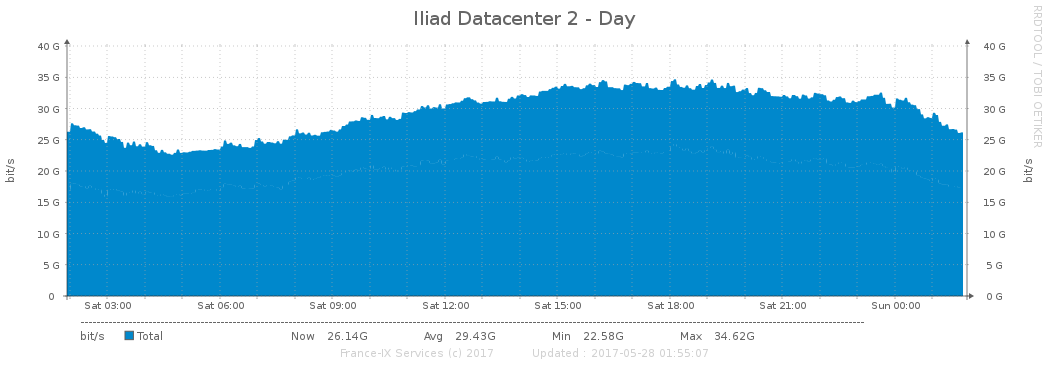 Iliad Datacenter 2 - Day
RRDTOOL / TOBI OETIKER
40 G 40 G
35 G 35 G
30 G 30 G
25 G 25 G
20 G 20 G
15 G 15 G
10 G 10 G
5 G 5 G
0 0 G
bit/s bit/s
Sat 03:00 Sat 06:00 Sat 09:00 Sat 12:00 Sat 15:00 Sat 18:00 Sat 21:00 Sun 00:00
bit/s Total Now 26.14G Avg 29.43G Min 22.58G Max 34.62G
France-IX Services (c) 2017 Updated : 2017-05-28 01:55:07